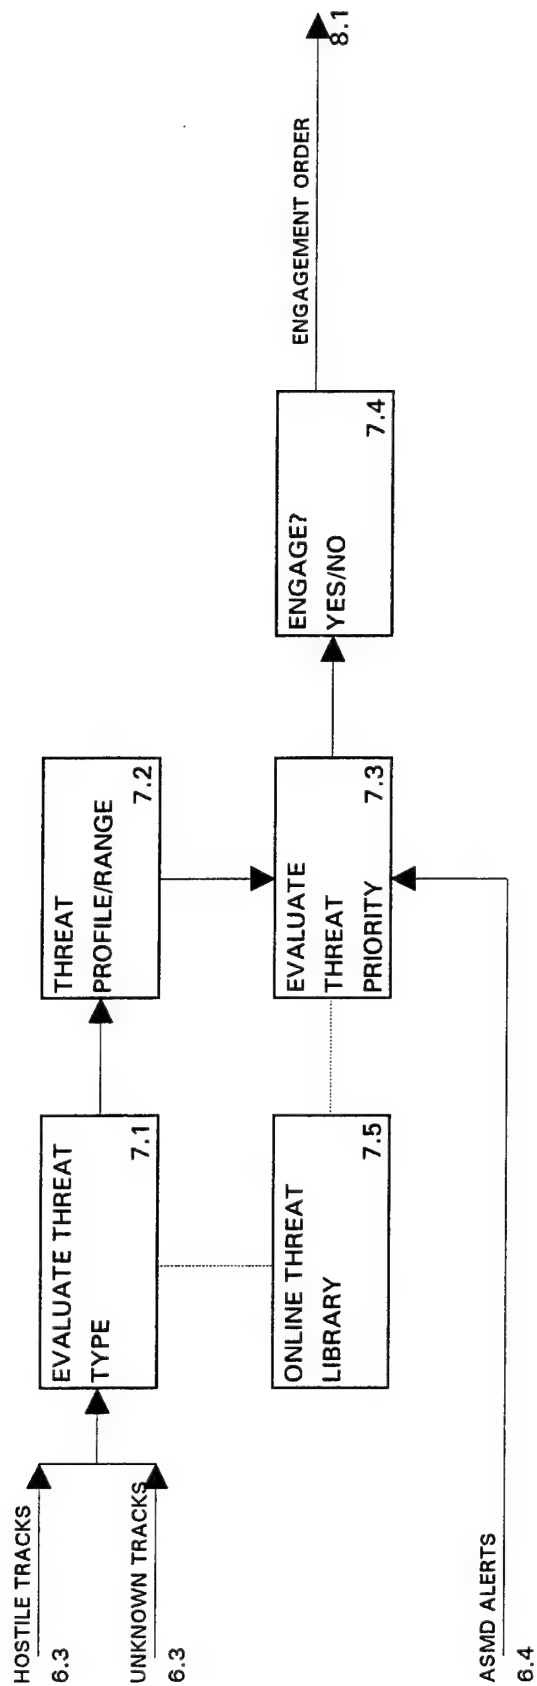 HOSTILE TRACKS
6.3
UNKNOWN TRACKS
6.3
EVALUATE THREAT
TYPE
7.1
THREAT
PROFILE/RANGE
7.2
ONLINE THREAT
LIBRARY
7.5
EVALUATE
THREAT
PRIORITY
7.3
ENGAGE?
YES/NO
7.4
ENGAGEMENT ORDER
8.1
ASMD ALERTS
6.4